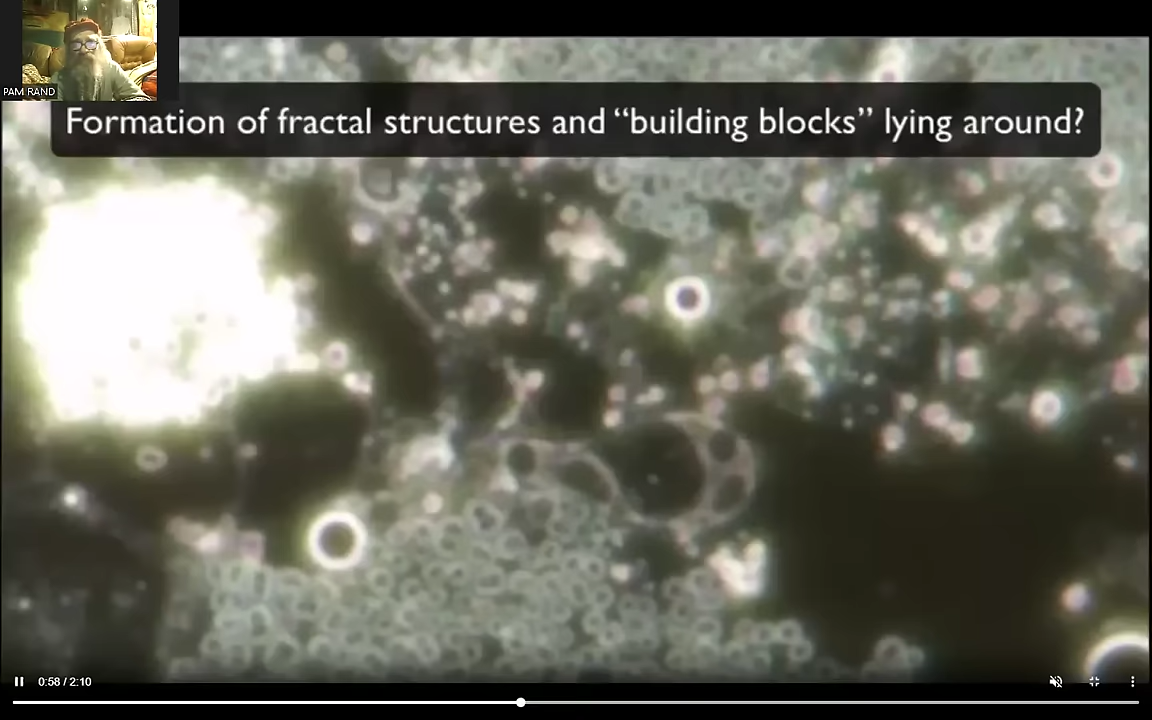 PAM RAND
Formation of fractal structures and “building blocks” lying around?
0:58 / 2:10